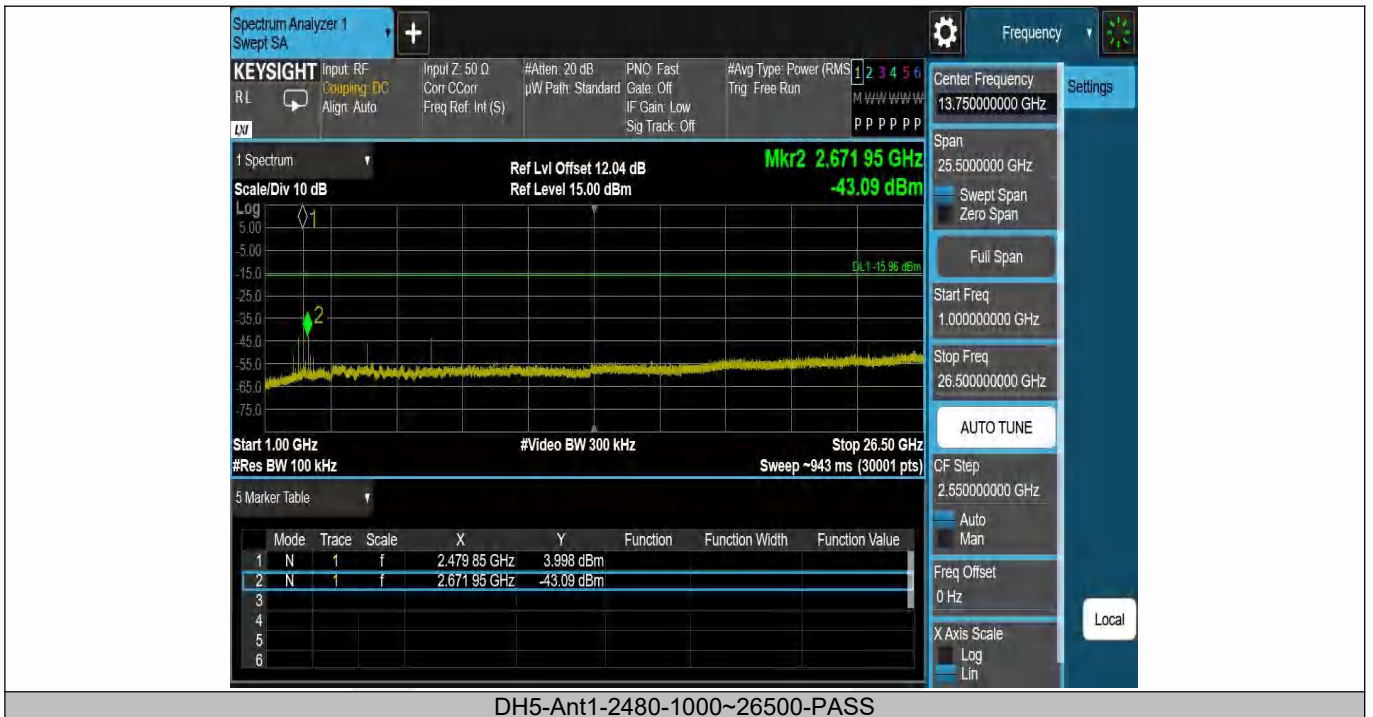 Spectrum Analyzer 1
Swept SA
+
Frequency
KEYSIGHT
RL
LXI
Input: RF
Coupling: DC
Align: Auto
Input Z: 50 Ω
Corr CCorr
Freq Ref: Int (S)
#Atten: 20 dB
µW Path: Standard
PNO: Fast
Gate: Off
IF Gain: Low
Sig Track: Off
#Avg Type: Power (RMS
Trig: Free Run
1 2 3 4 5 6
M W W W W W
P P P P P P
1 Spectrum
Scale/Div 10 dB
Ref Lvl Offset 12.04 dB
Ref Level 15.00 dBm
Mkr2 2.671 95 GHz
-43.09 dBm
Log
5.00
-5.00
-15.0
-25.0
-35.0
-45.0
-55.0
-65.0
-75.0
1
2
DL1 -15.96 dBm
Start 1.00 GHz
#Res BW 100 kHz
#Video BW 300 kHz
Stop 26.50 GHz
Sweep ~943 ms (30001 pts)
5 Marker Table
Mode Trace Scale X Y Function Function Width Function Value
1 N 1 f 2.479 85 GHz 3.998 dBm
2 N 1 f 2.671 95 GHz -43.09 dBm
3
4
5
6
Center Frequency
13.750000000 GHz
Span
25.5000000 GHz
Swept Span
Zero Span
Full Span
Start Freq
1.000000000 GHz
Stop Freq
26.500000000 GHz
AUTO TUNE
CF Step
2.550000000 GHz
Auto
Man
Freq Offset
0 Hz
X Axis Scale
Log
Lin
Settings
Local
DH5-Ant1-2480-1000~26500-PASS